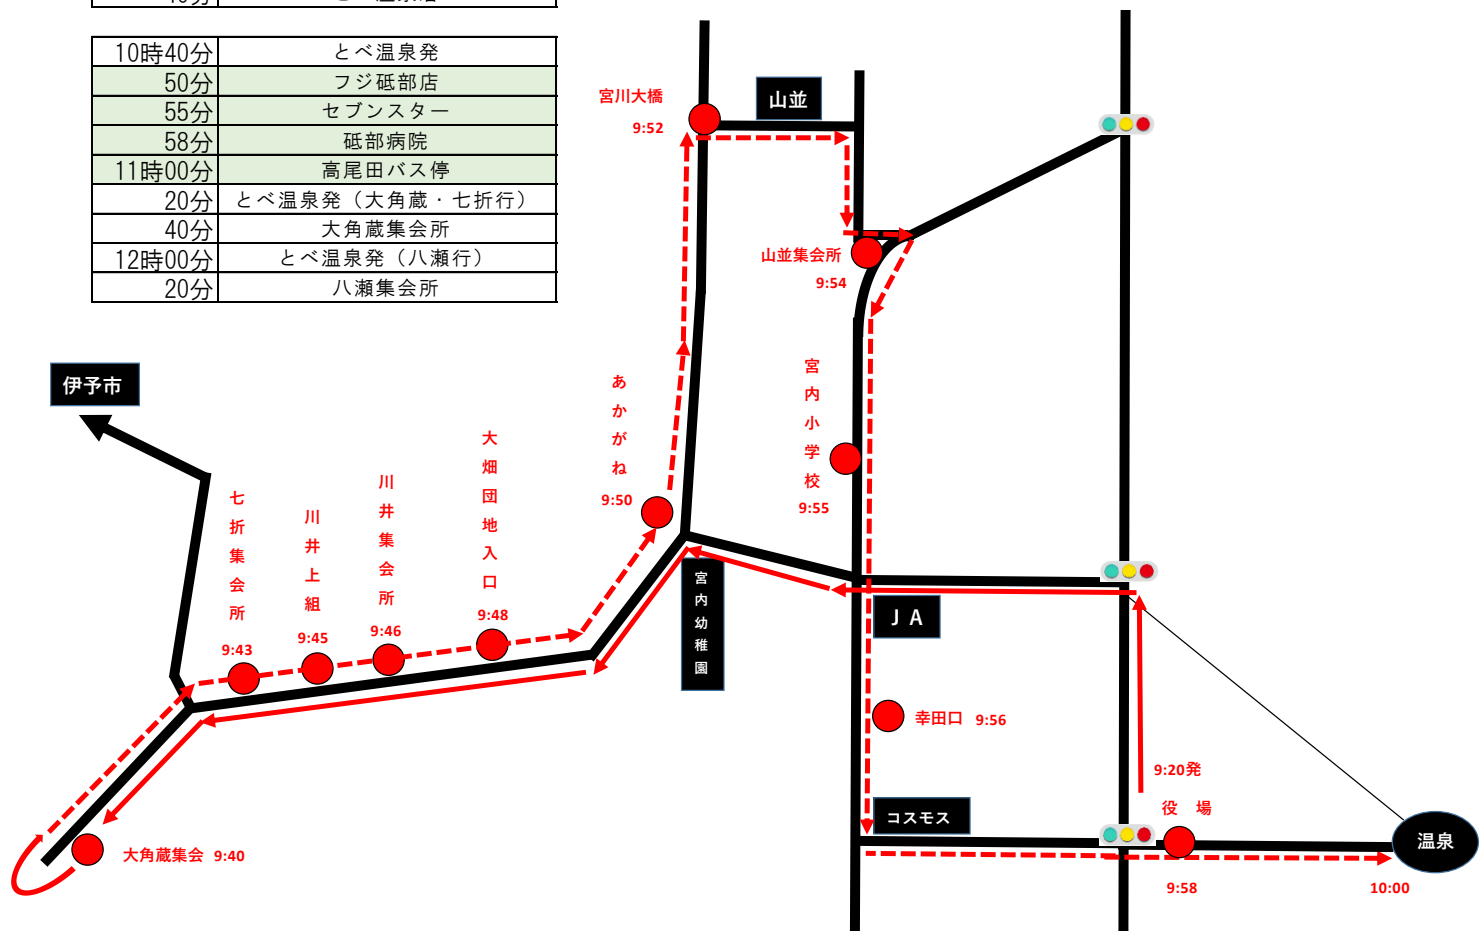 10時40分 とべ温泉発
50分 フジ砥部店
55分 セブンスター
58分 砥部病院
11時00分 高尾田バス停
20分 とべ温泉発（大角蔵・七折行）
40分 大角蔵集会所
12時00分 とべ温泉発（八瀬行）
20分 八瀬集会所
宮川大橋
9:52
山並
山並集会所
9:54
伊予市
宮内小学校
9:55
あかがね
9:50
大畑団地入口
9:48
川井集会所
9:46
川井上組
9:45
七折集会所
9:43
宮内幼稚園
ＪＡ
幸田口 9:56
9:20発
役　場
コスモス
温泉
大角蔵集会 9:40
9:58
10:00